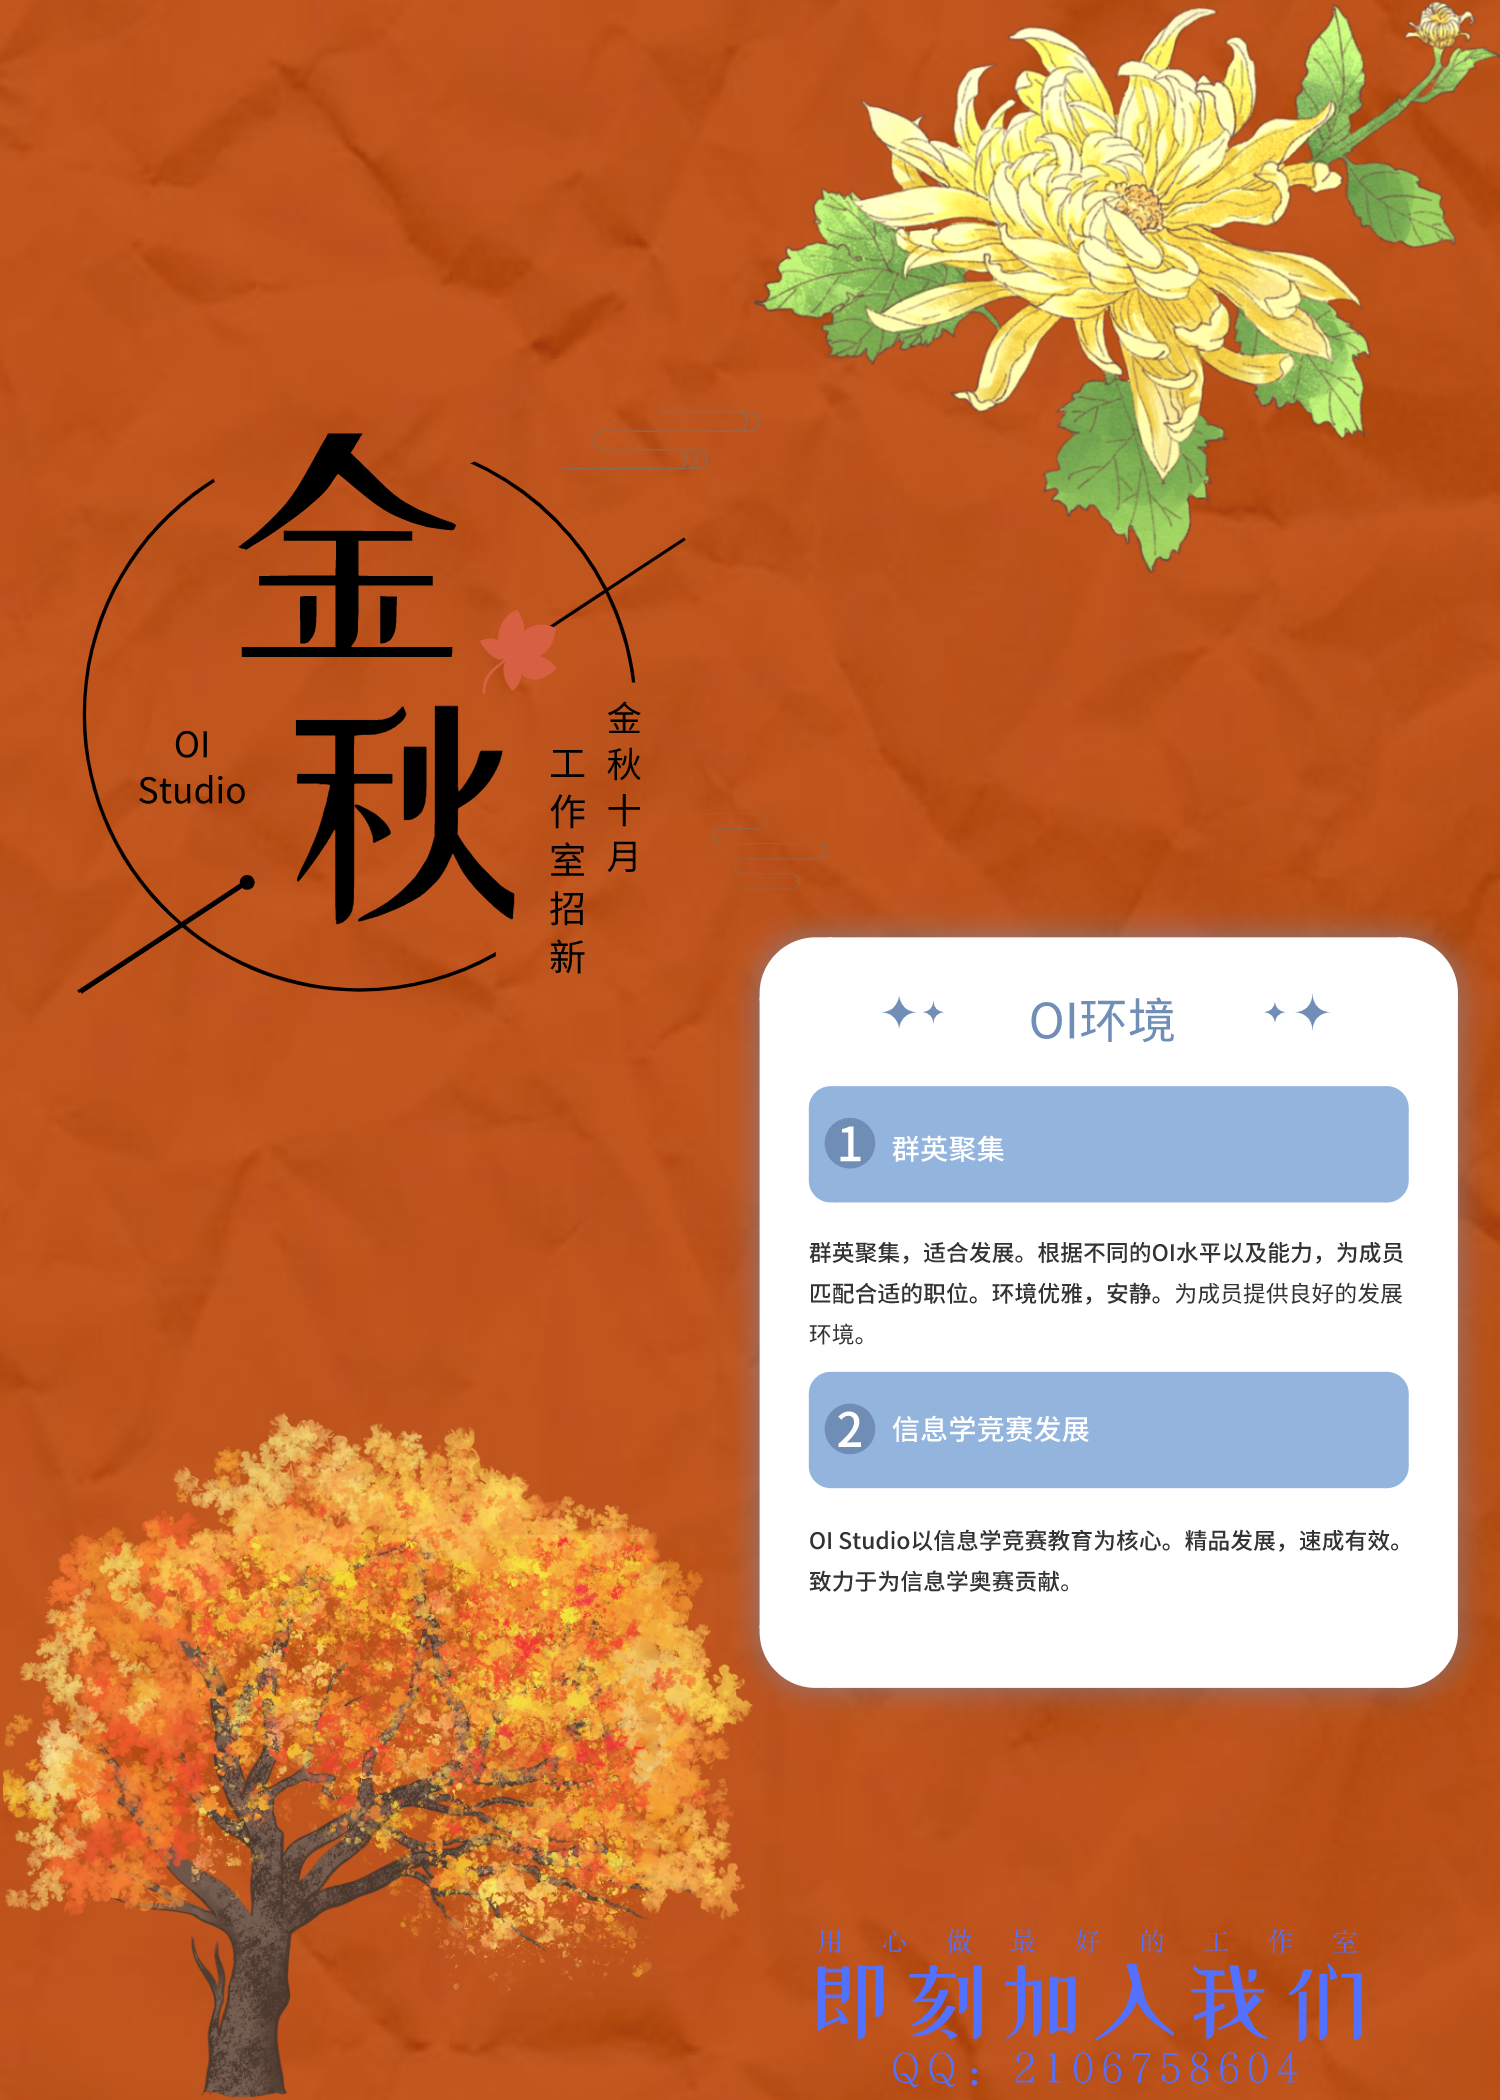 金
秋
OI
Studio
金秋十月
工作室招新
OI环境
1 群英聚集
群英聚集，适合发展。根据不同的OI水平以及能力，为成员
匹配合适的职位。环境优雅，安静。为成员提供良好的发展
环境。
2 信息学竞赛发展
OI Studio以信息学竞赛教育为核心。精品发展，速成有效。
致力于为信息学奥赛贡献。
用心做最好的工作室
即刻加入我们
QQ：2106758604